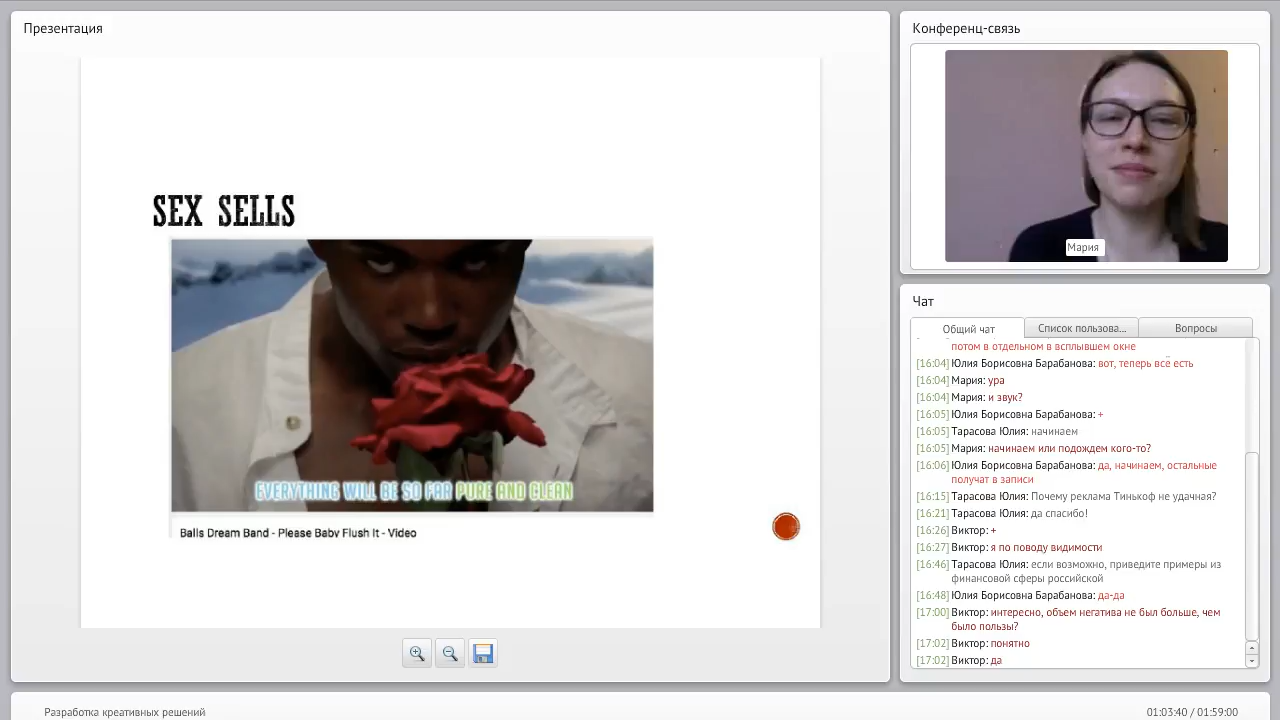 Презентация
SEX SELLS
EVERYTHING WILL BE SO FAR PURE AND CLEAN
Balls Dream Band - Please Baby Flush It - Video
Конференц-связь
Мария
Чат
Общий чат
Список пользова...
Вопросы
потом в отдельном в всплывшем окне
[16:04] Юлия Борисовна Барабанова: вот, теперь всё есть
[16:04] Мария: ура
[16:04] Мария: и звук?
[16:05] Юлия Борисовна Барабанова: +
[16:05] Тарасова Юлия: начинаем
[16:05] Мария: начинаем или подождем кого-то?
[16:06] Юлия Борисовна Барабанова: да, начинаем, остальные
получат в записи
[16:15] Тарасова Юлия: Почему реклама Тинькоф не удачная?
[16:21] Тарасова Юлия: да спасибо!
[16:26] Виктор: +
[16:27] Виктор: я по поводу видимости
[16:46] Тарасова Юлия: если возможно, приведите примеры из
финансовой сферы российской
[16:48] Юлия Борисовна Барабанова: да-да
[17:00] Виктор: интересно, объем негатива не был больше, чем
было пользы?
[17:02] Виктор: понятно
[17:02] Виктор: да
Разработка креативных решений
01:03:40 / 01:59:00